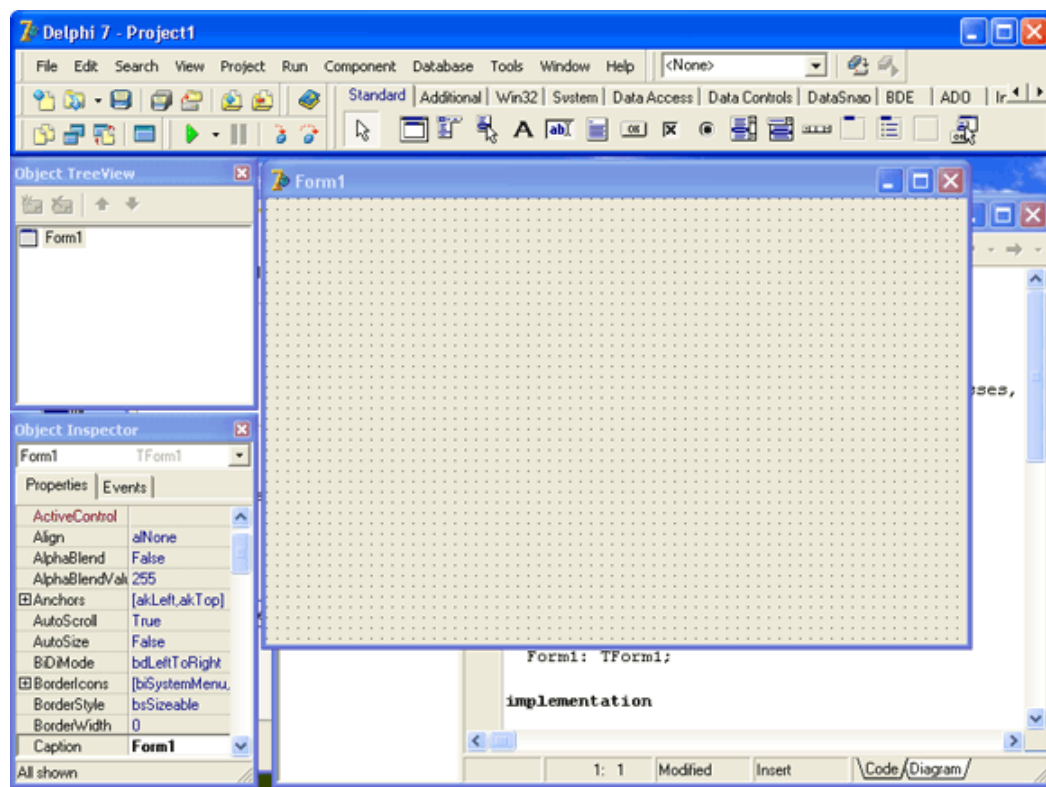 Delphi 7 - Project1
File Edit Search View Project Run Component Database Tools Window Help <None>
Standard Additional Win32 System Data Access Data Controls DataSnap BDE ADO
Object TreeView
Form1
Form1
Object Inspector
Form1 TForm1
Properties Events
ActiveControl
Align alNone
AlphaBlend False
AlphaBlendValu 255
Anchors [akLeft,akTop]
AutoScroll True
AutoSize False
BiDiMode bdLeftToRight
BorderIcons [biSystemMenu,
BorderStyle bsSizeable
BorderWidth 0
Caption Form1
All shown
sses,
Form1: TForm1;
implementation
1: 1 Modified Insert Code Diagram